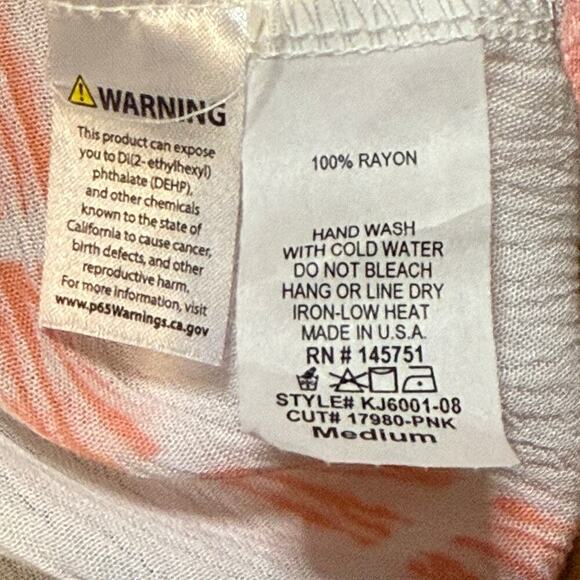 WARNING
This product can expose
you to Di(2-ethylhexyl)
phthalate (DEHP),
and other chemicals
known to the state of
California to cause cancer,
birth defects, and other
reproductive harm.
For more information, visit
www.p65Warnings.ca.gov
100% RAYON
HAND WASH
WITH COLD WATER
DO NOT BLEACH
HANG OR LINE DRY
IRON-LOW HEAT
MADE IN U.S.A.
RN # 145751
STYLE# KJ6001-08
CUT# 17980-PNK
Medium